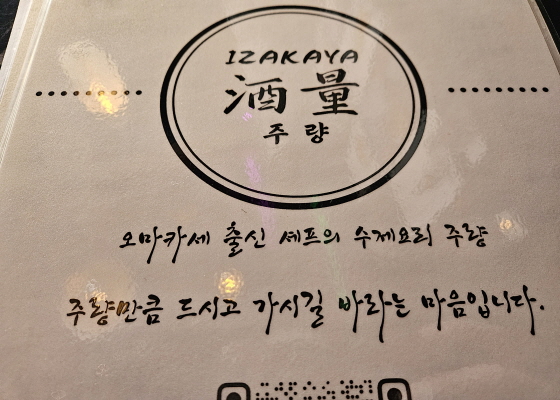 IZAKAYA
酒量
주량
오마카세 출신 셰프의 수제요리 주량
주량만큼 드시고 가시길 바라는 마음입니다.